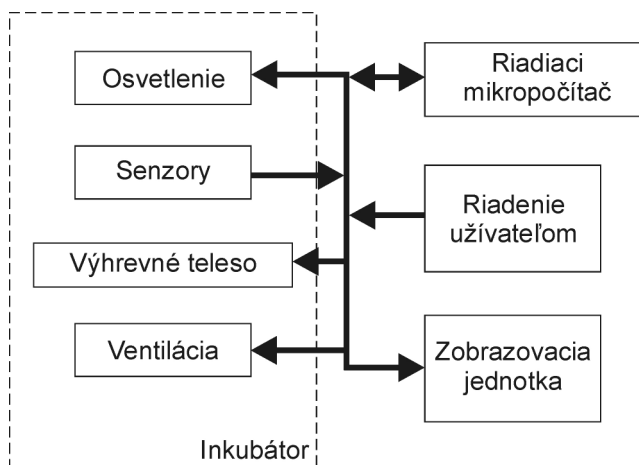 Osvetlenie
Senzory
Výhrevné teleso
Ventilácia
Inkubátor
Riadiaci
mikropočítač
Riadenie
užívateľom
Zobrazovacia
jednotka